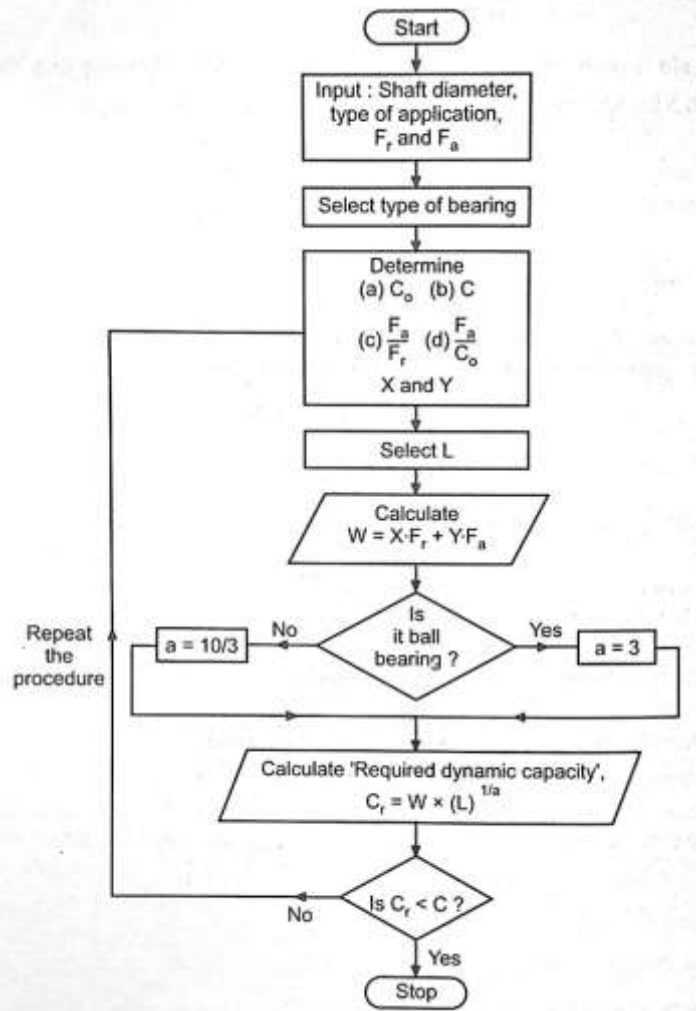 Start
Input : Shaft diameter,
type of application,
Fᵣ and Fₐ
Select type of bearing
Determine
(a) Cₒ (b) C
(c) Fₐ/Fᵣ (d) Fₐ/Cₒ
X and Y
Select L
Calculate
W = X·Fᵣ + Y·Fₐ
Is
it ball
bearing ?
No
Yes
a = 10/3
a = 3
Repeat
the
procedure
Calculate 'Required dynamic capacity',
Cᵣ = W × (L)^1/a
Is Cᵣ < C ?
No
Yes
Stop